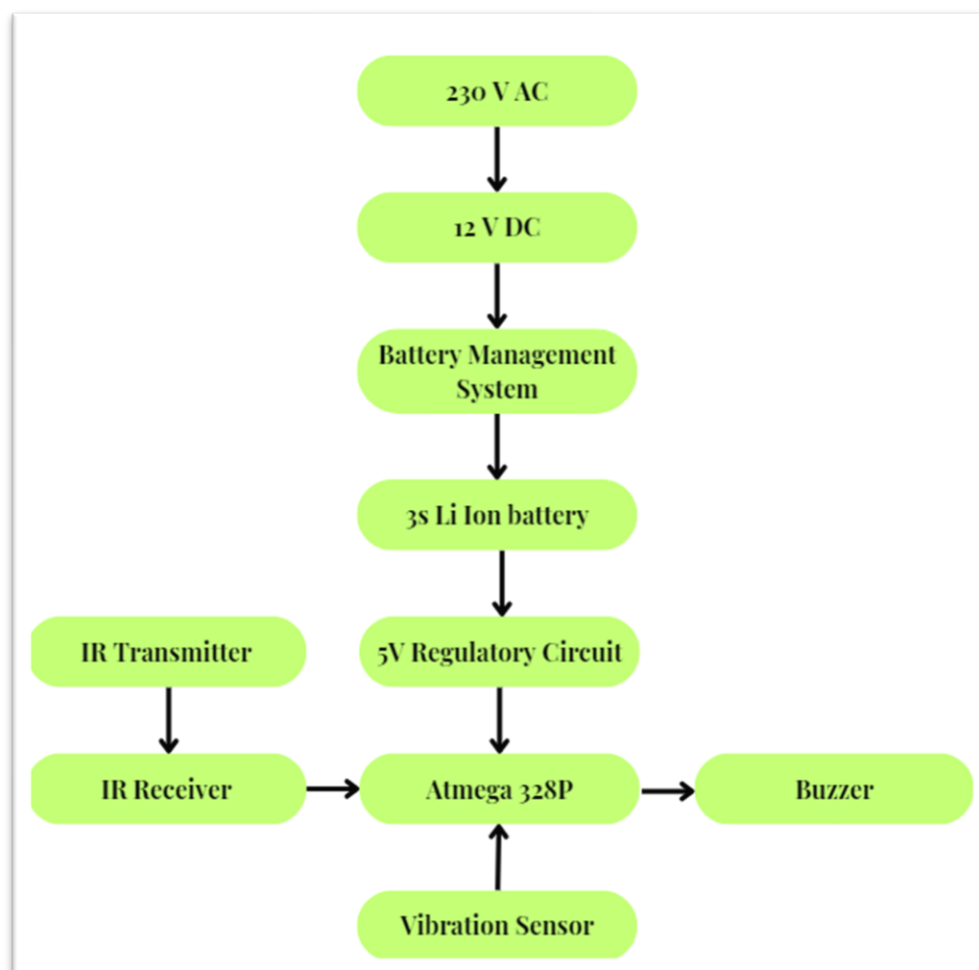 230 V AC
12 V DC
Battery Management
System
3s Li Ion battery
IR Transmitter
5V Regulatory Circuit
IR Receiver
Atmega 328P
Buzzer
Vibration Sensor